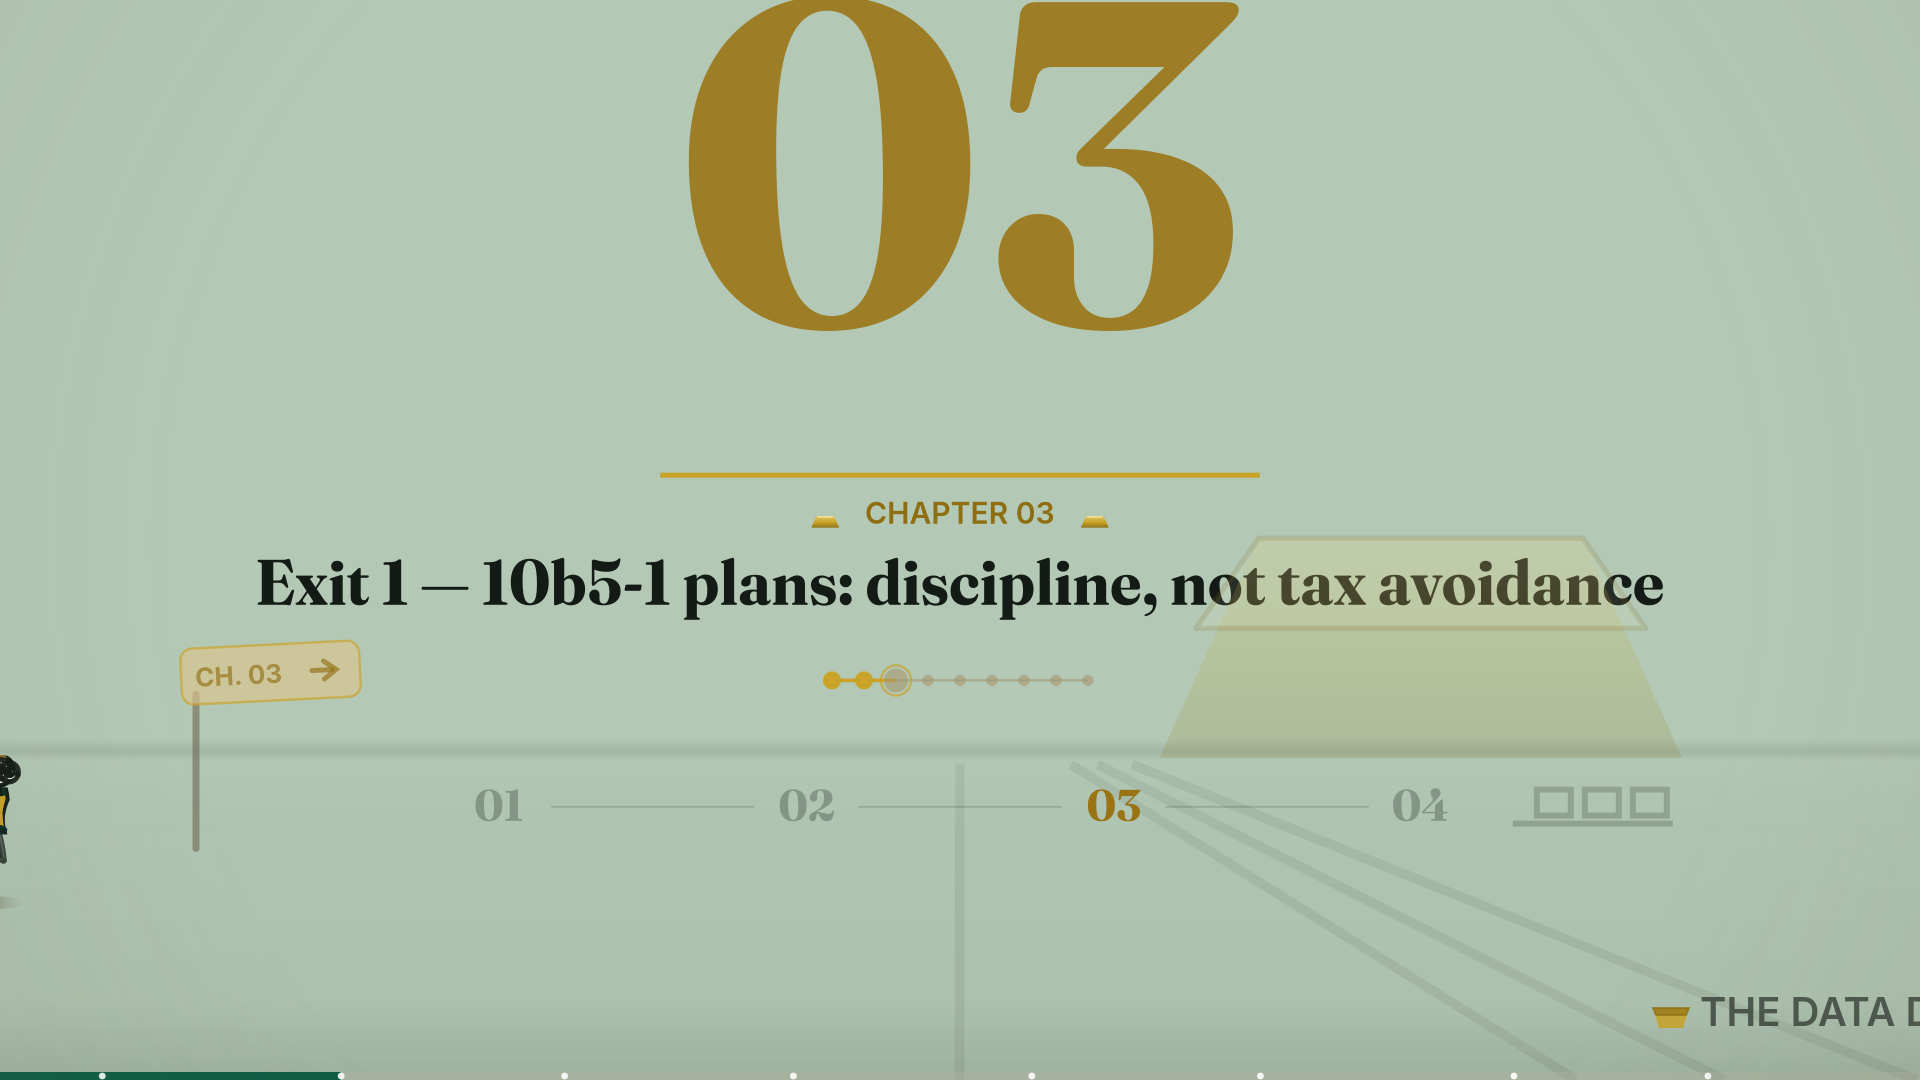 03
CHAPTER 03
Exit 1 — 10b5-1 plans: discipline, not tax avoidance
CH. 03
01 02 03 04
THE DATA D